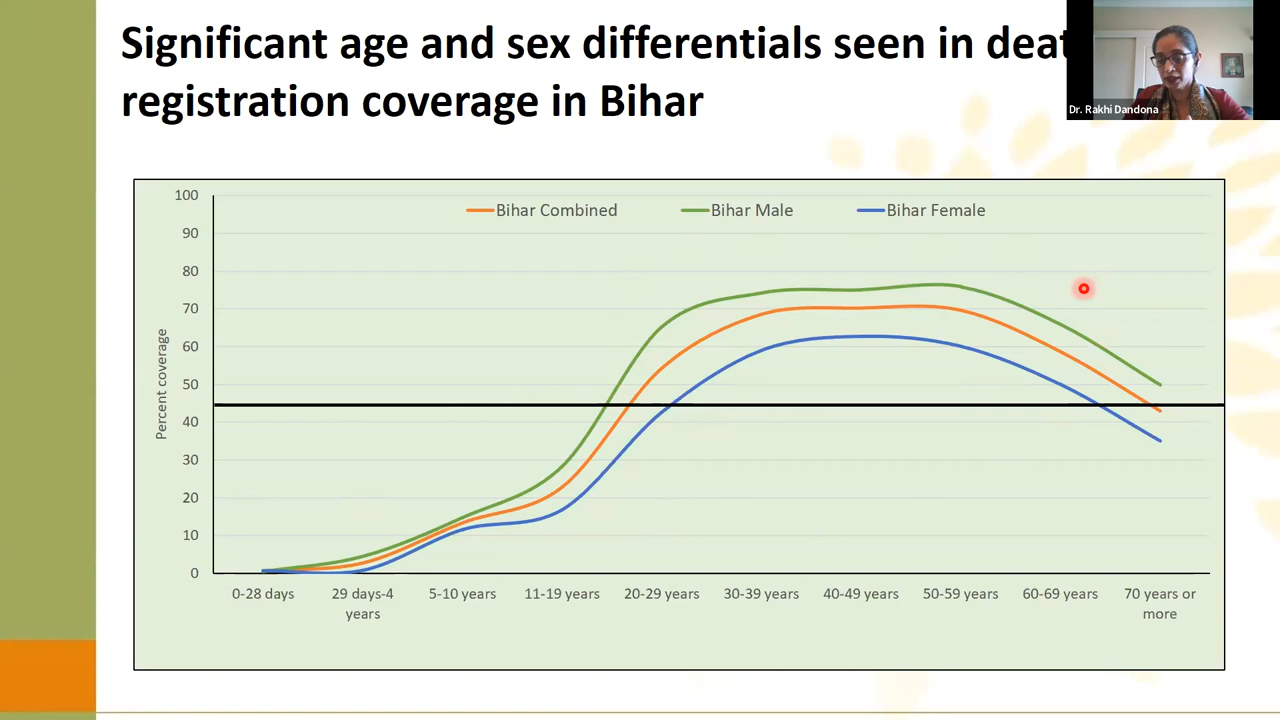 Significant age and sex differentials seen in
registration coverage in Bihar
Dr. Rakhi Dandona
Bihar Combined
Bihar Male
Bihar Female
Percent coverage
100
90
80
70
60
50
40
30
20
10
0
0-28 days
29 days-4
years
5-10 years
11-19 years
20-29 years
30-39 years
40-49 years
50-59 years
60-69 years
70 years or
more